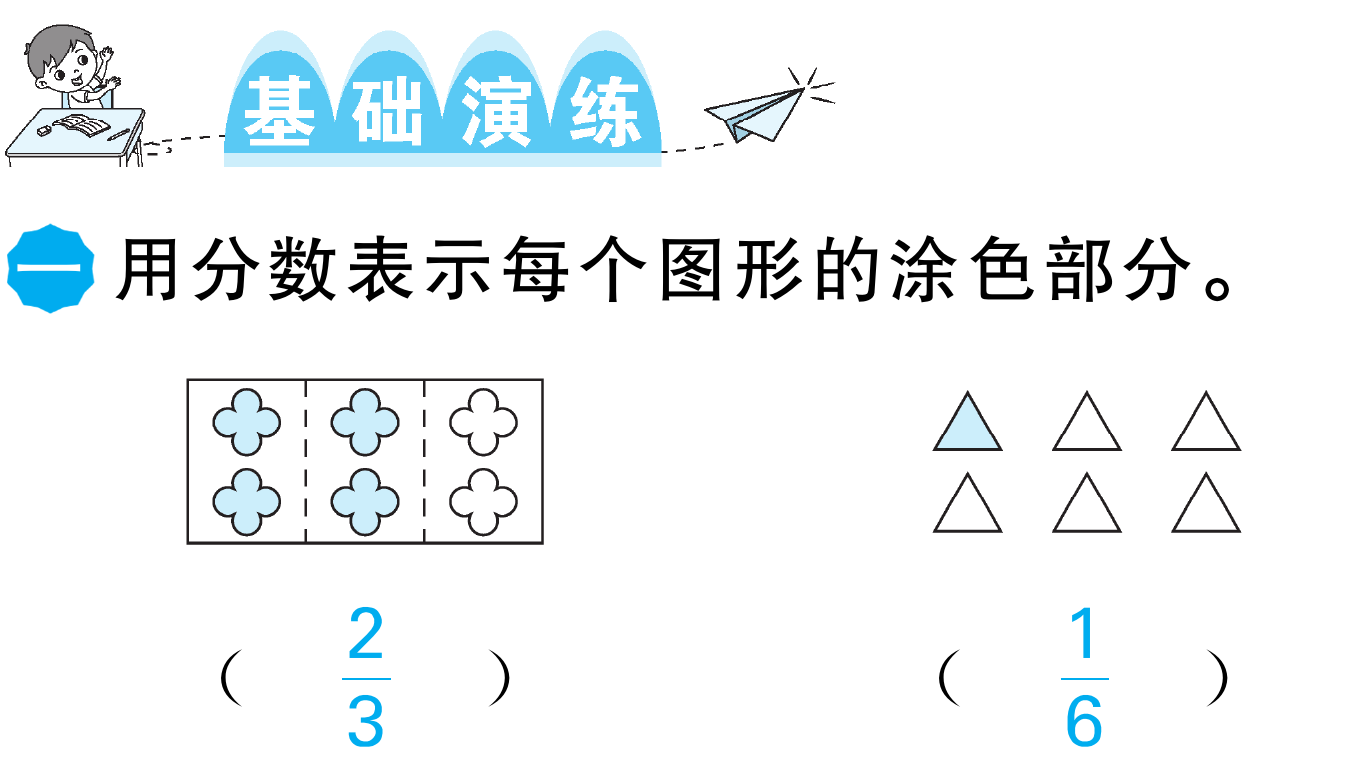 基础演练
一 用分数表示每个图形的涂色部分。
( 2/3 ) ( 1/6 )